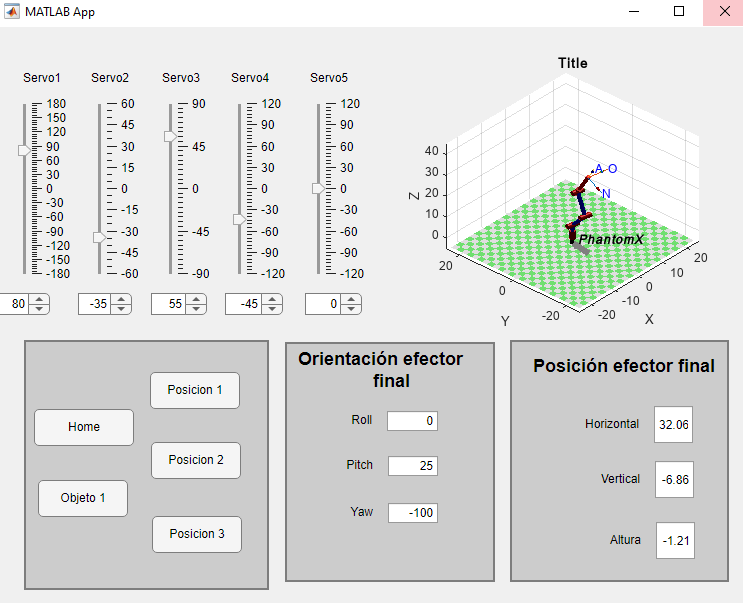 MATLAB App
Servo1 Servo2 Servo3 Servo4 Servo5
180
150
120
90
60
30
0
-30
-60
-90
-120
-150
-180
60
45
30
15
0
-15
-30
-45
-60
90
45
0
-45
-90
120
90
60
30
0
-30
-60
-90
-120
120
90
60
30
0
-30
-60
-90
-120
80 -35 55 -45 0
Title
40
30
20
10
0
Z
A O
N
PhantomX
20
0
-20
Y
-20
-10
0
10
20
X
Home
Objeto 1
Posicion 1
Posicion 2
Posicion 3
Orientación efector
final
Roll 0
Pitch 25
Yaw -100
Posición efector final
Horizontal 32.06
Vertical -6.86
Altura -1.21